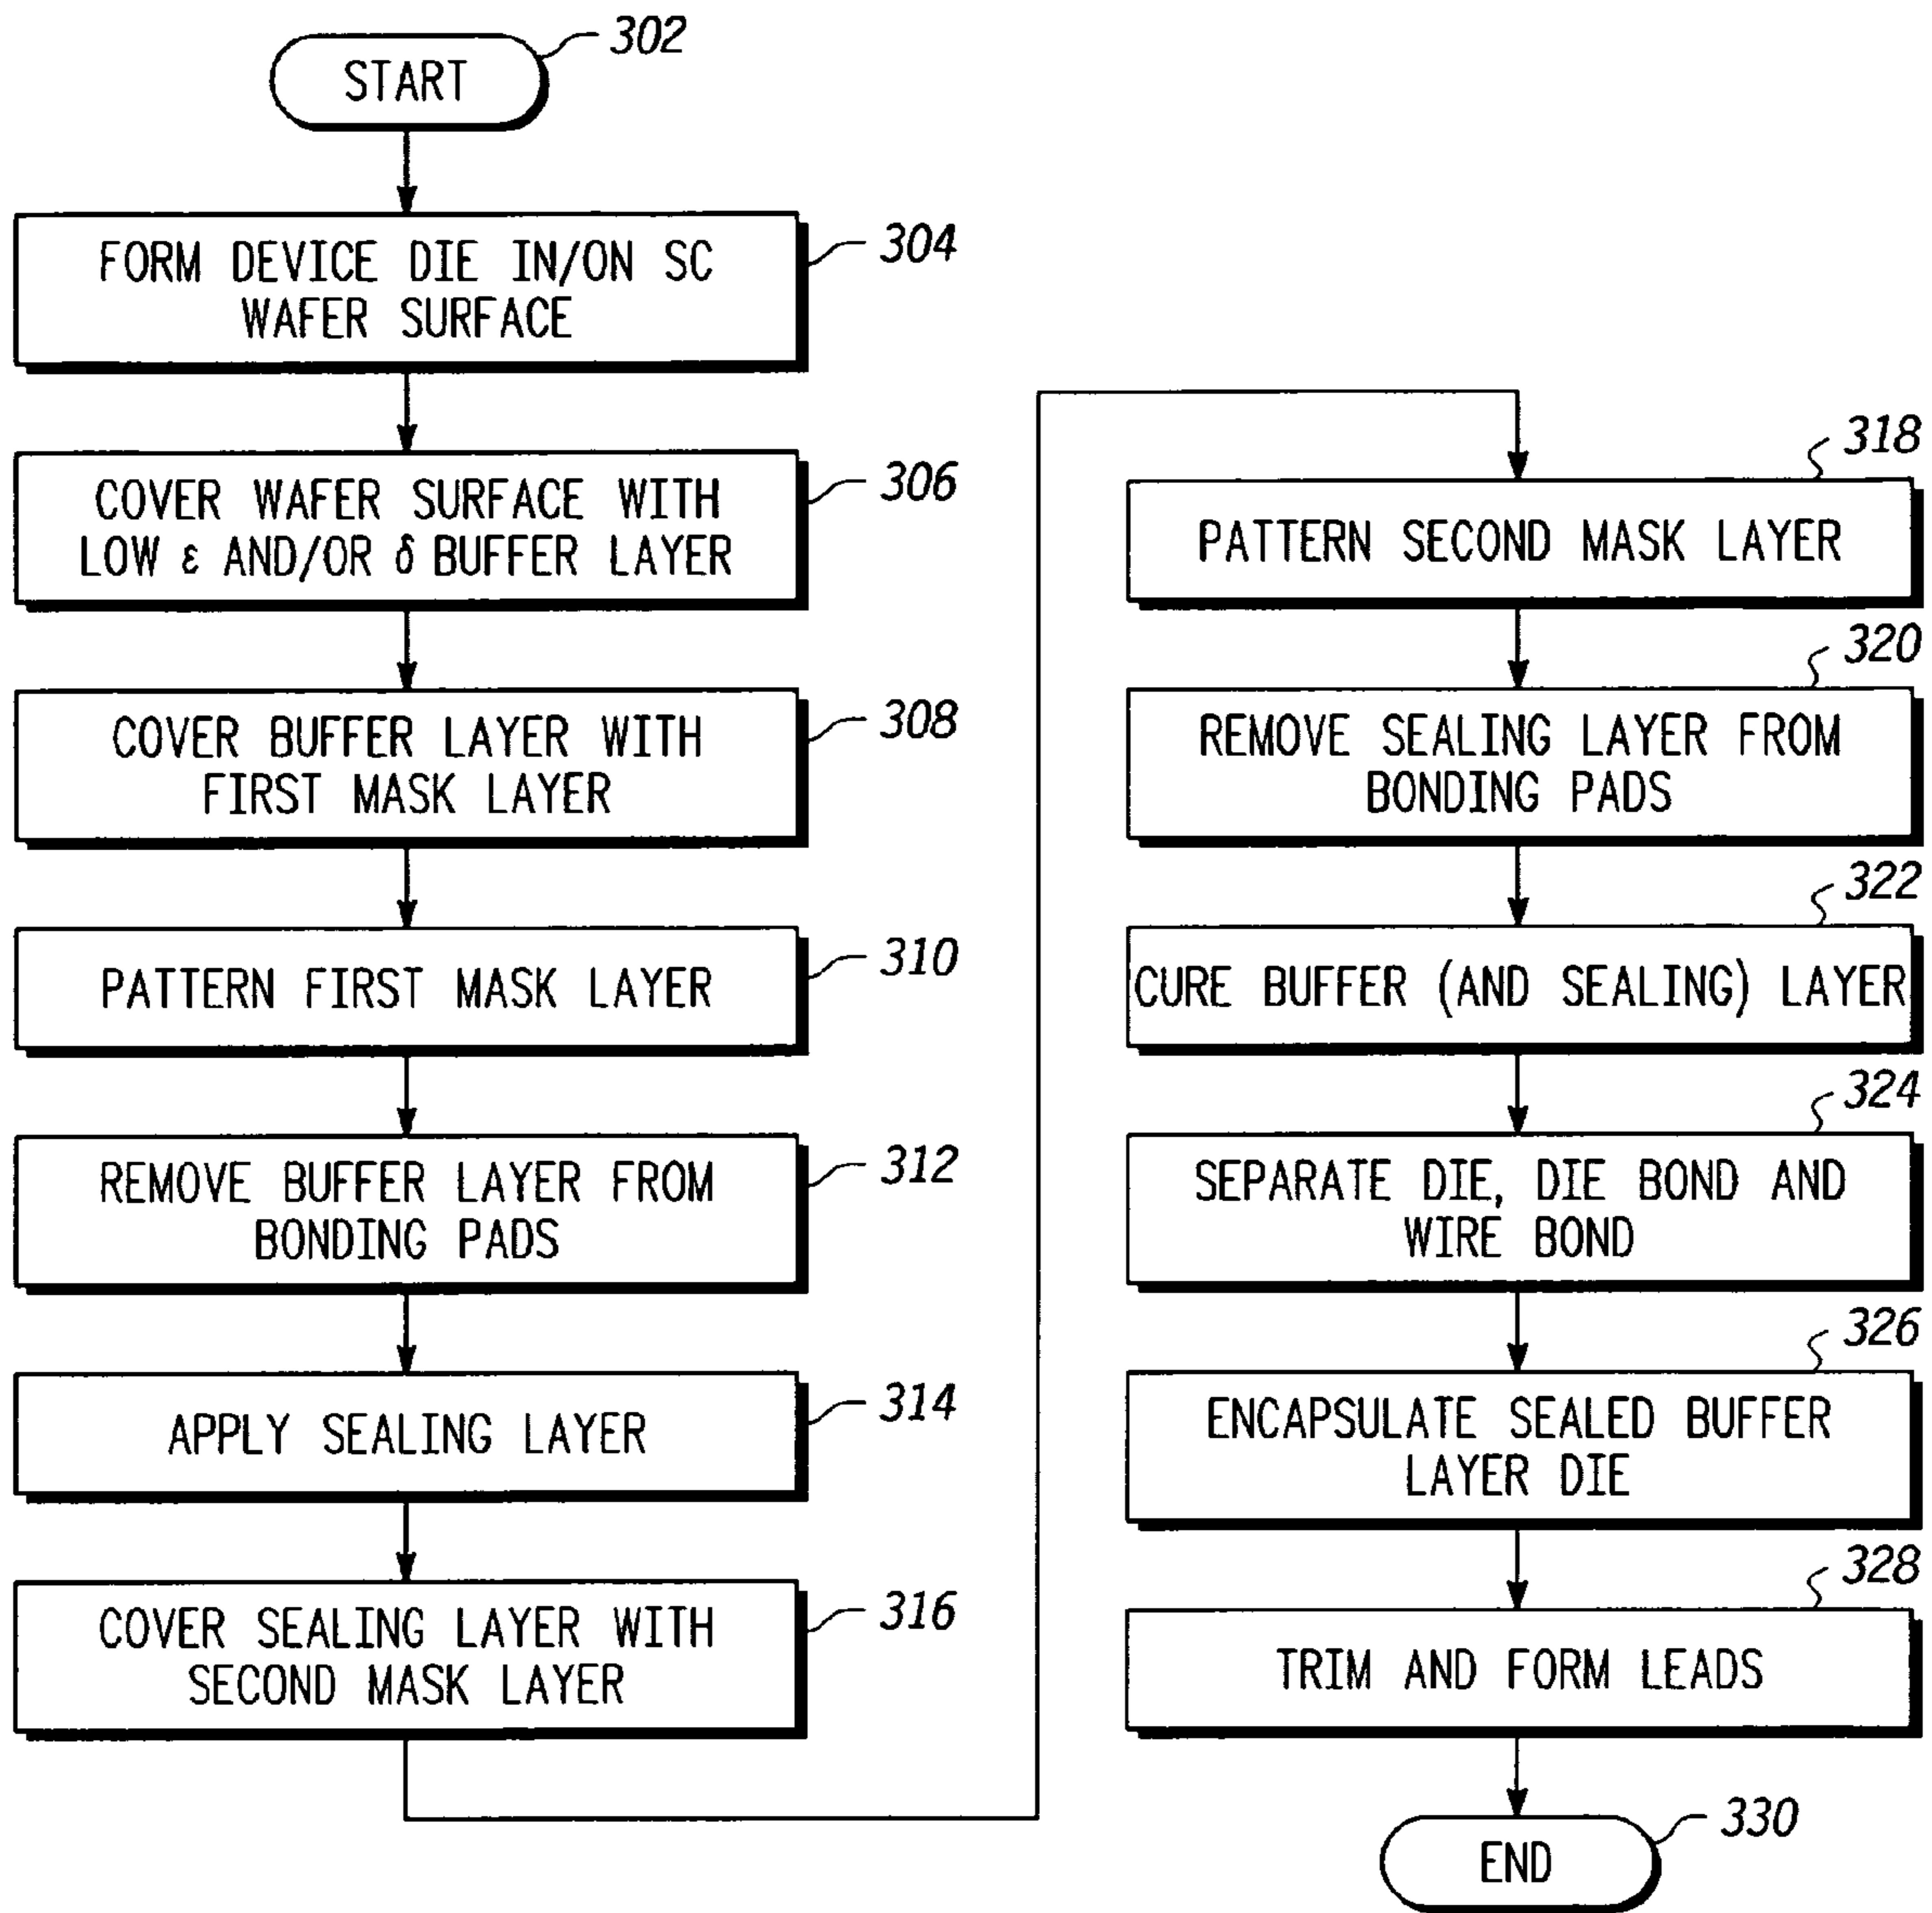 START
302
FORM DEVICE DIE IN/ON SC
WAFER SURFACE
304
COVER WAFER SURFACE WITH
LOW ε AND/OR δ BUFFER LAYER
306
COVER BUFFER LAYER WITH
FIRST MASK LAYER
308
PATTERN FIRST MASK LAYER
310
REMOVE BUFFER LAYER FROM
BONDING PADS
312
APPLY SEALING LAYER
314
COVER SEALING LAYER WITH
SECOND MASK LAYER
316
318
PATTERN SECOND MASK LAYER
320
REMOVE SEALING LAYER FROM
BONDING PADS
322
CURE BUFFER (AND SEALING) LAYER
324
SEPARATE DIE, DIE BOND AND
WIRE BOND
326
ENCAPSULATE SEALED BUFFER
LAYER DIE
328
TRIM AND FORM LEADS
330
END